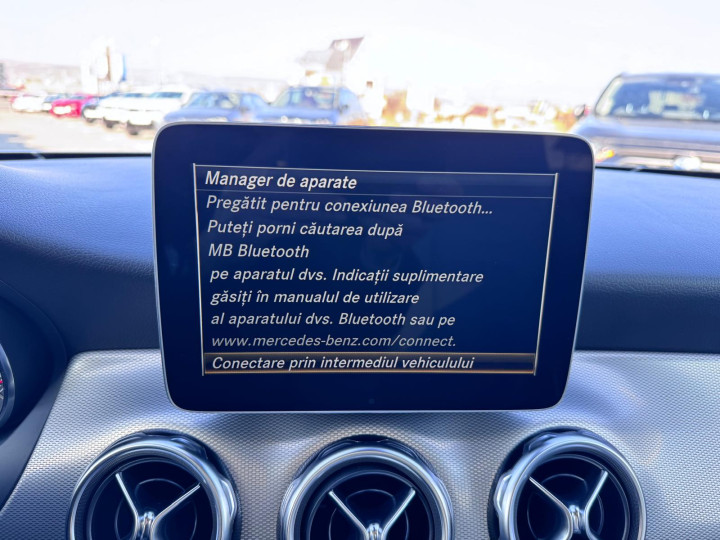 Manager de aparate
Pregătit pentru conexiunea Bluetooth...
Puteți porni căutarea după
MB Bluetooth
pe aparatul dvs. Indicații suplimentare
găsiți în manualul de utilizare
al aparatului dvs. Bluetooth sau pe
www.mercedes-benz.com/connect.
Conectare prin intermediul vehiculului